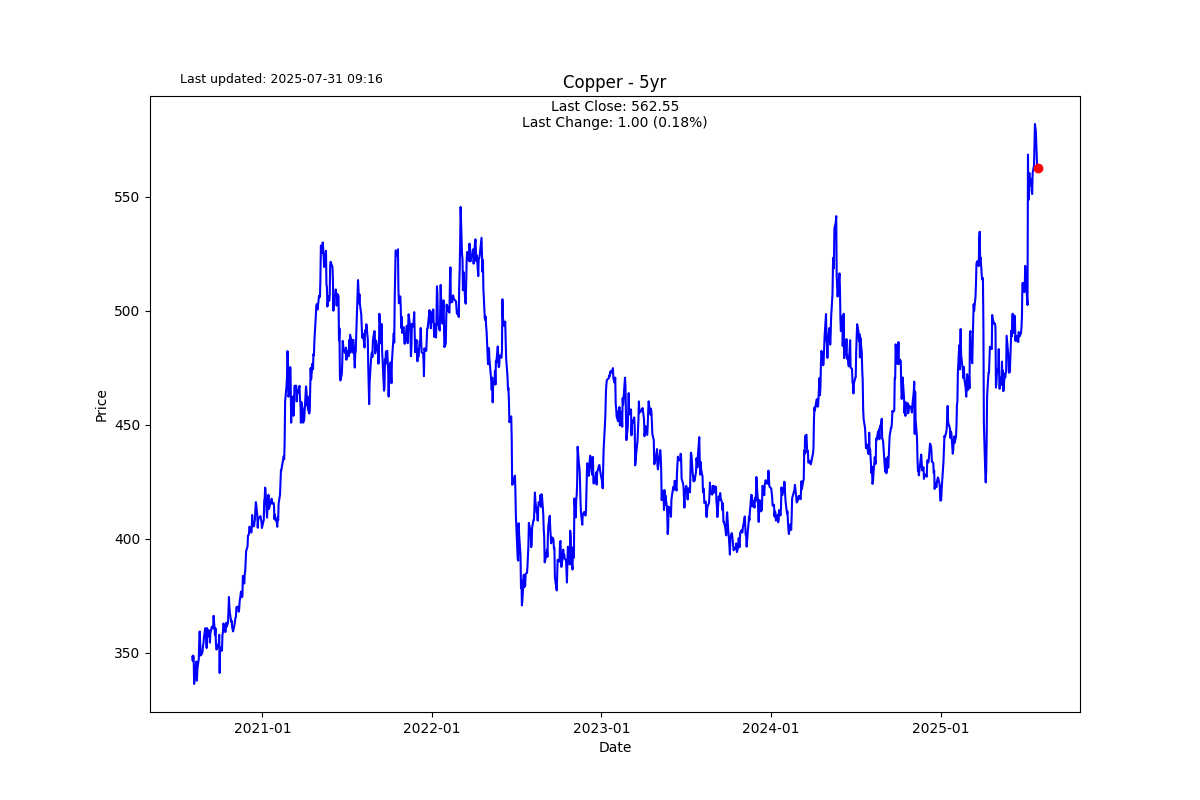 Last updated: 2025-07-31 09:16
Copper - 5yr
Last Close: 562.55
Last Change: 1.00 (0.18%)
Price
550
500
450
400
350
2021-01
2022-01
2023-01
2024-01
2025-01
Date